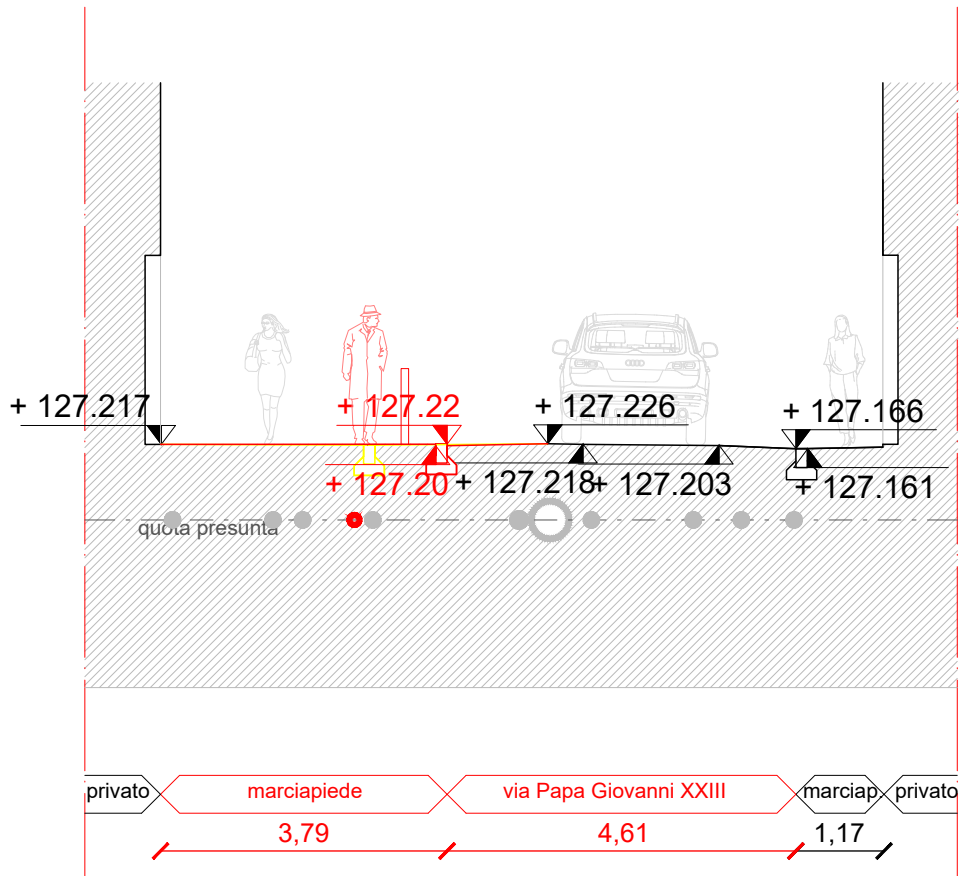 + 127.217
+ 127.22
+ 127.226
+ 127.166
+ 127.20
+ 127.218
+ 127.203
+ 127.161
quota presunta
privato
marciapiede
via Papa Giovanni XXIII
marciap.
privato
3,79
4,61
1,17